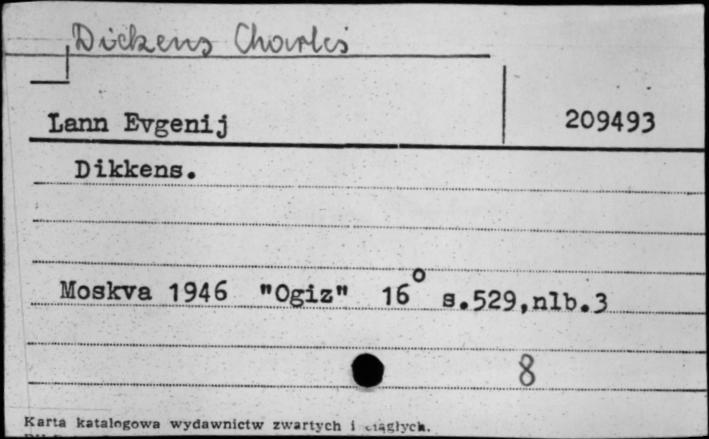 Dickens Charles
Lann Evgenij 209493
Dikkens.
Moskva 1946 "Ogiz" 16° s.529,nlb.3
8
Karta katalogowa wydawnictw zwartych i ciągłych.